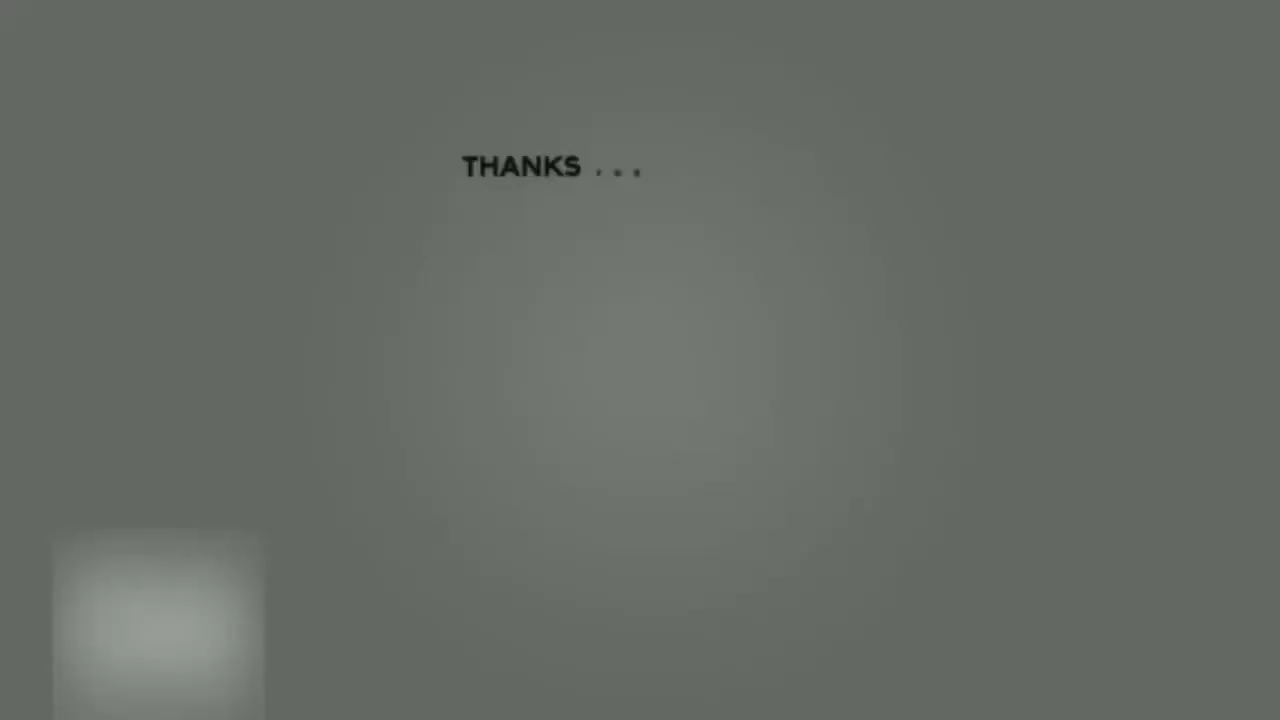 THANKS . . .